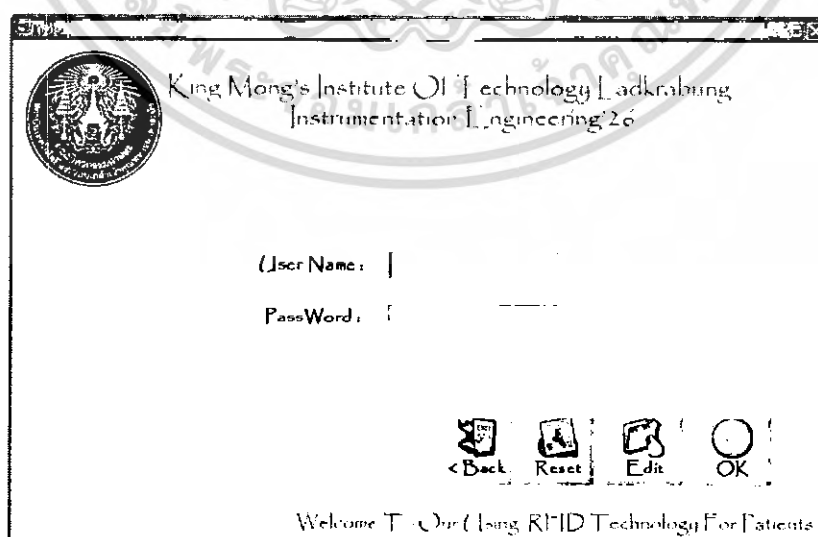 King Mong's Institute Of Technology Ladkrabung
Instrumentation Engineering'26
User Name :
PassWord :
< Back Reset Edit OK
Welcome To Our Using RFID Technology For Patients